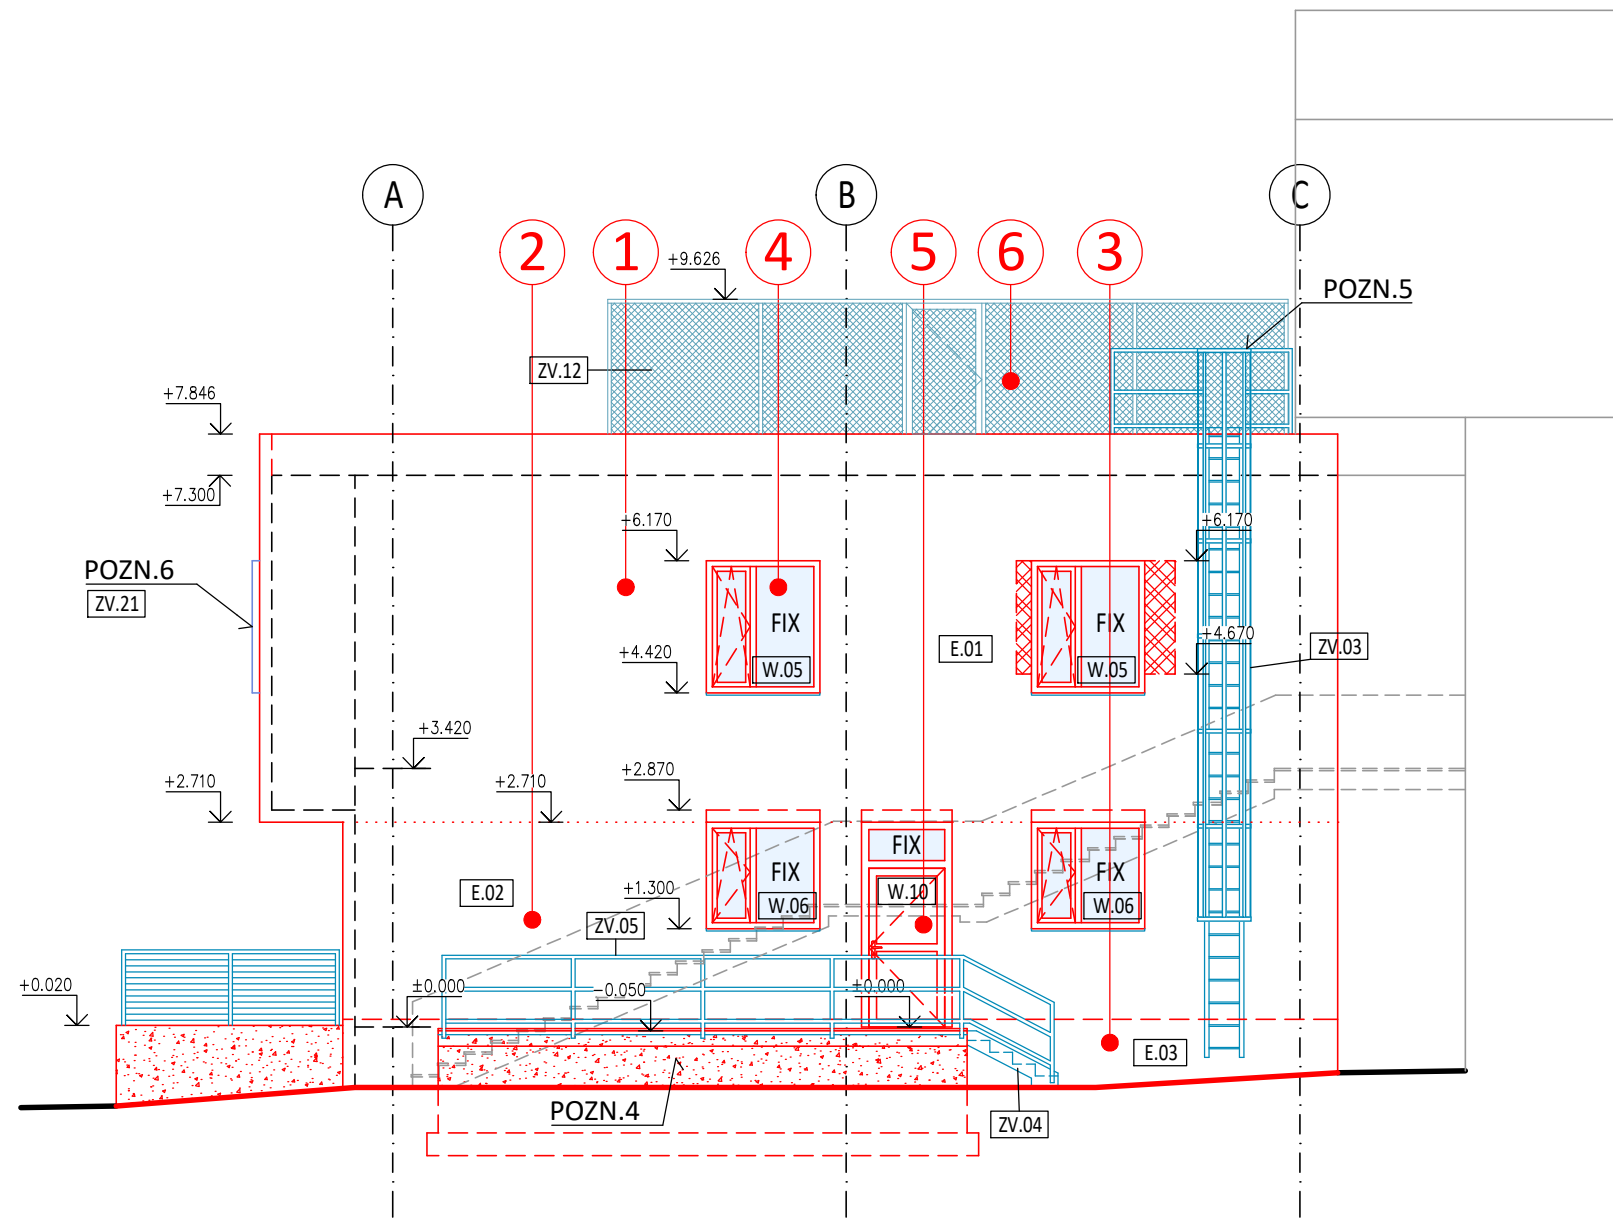 A B C
2 1 4 5 6 3
+9.626
POZN.5
ZV.12
+7.846
+7.300
+6.170 +6.170
POZN.6
ZV.21
FIX FIX
E.01
+4.670
ZV.03
+4.420
W.05 W.05
+3.420
+2.710 +2.710 +2.870
FIX
FIX FIX
E.02
+1.300
W.10
W.06 W.06
ZV.05
+0.020
±0.000 -0.050 ±0.000
E.03
POZN.4
ZV.04